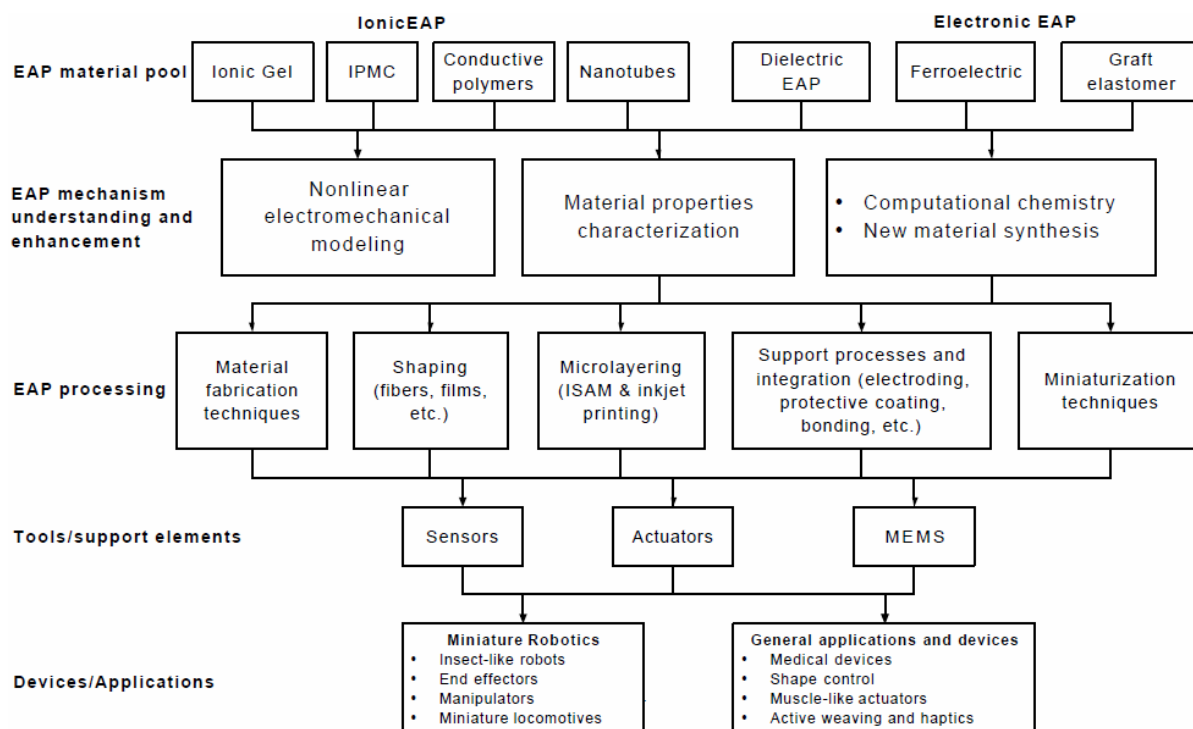 IonicEAP
Electronic EAP
EAP material pool
Ionic Gel
IPMC
Conductive
polymers
Nanotubes
Dielectric
EAP
Ferroelectric
Graft
elastomer
EAP mechanism
understanding and
enhancement
Nonlinear
electromechanical
modeling
Material properties
characterization
• Computational chemistry
• New material synthesis
EAP processing
Material
fabrication
techniques
Shaping
(fibers, films,
etc.)
Microlayering
(ISAM & inkjet
printing)
Support processes and
integration (electroding,
protective coating,
bonding, etc.)
Miniaturization
techniques
Tools/support elements
Sensors
Actuators
MEMS
Devices/Applications
Miniature Robotics
• Insect-like robots
• End effectors
• Manipulators
• Miniature locomotives
General applications and devices
• Medical devices
• Shape control
• Muscle-like actuators
• Active weaving and haptics